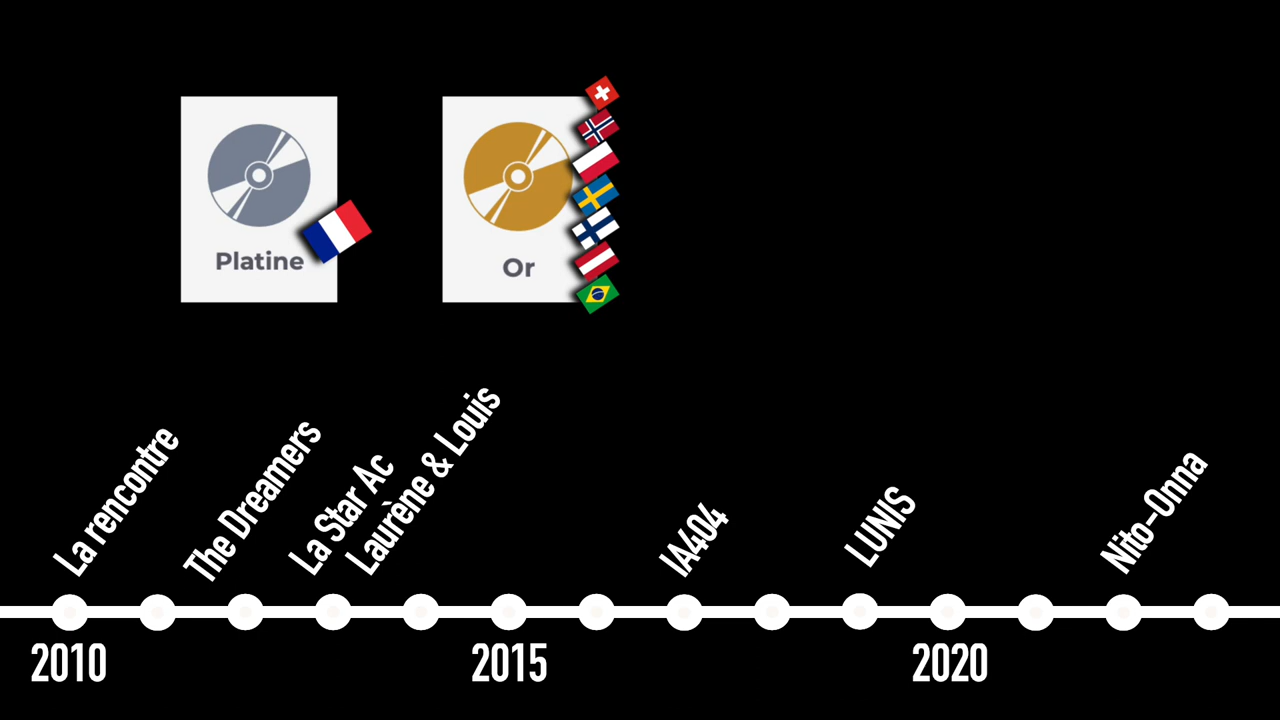 Platine
Or
La rencontre
The Dreamers
La Star Ac
Laurène & Louis
IA404
LUNIS
Nito-Onna
2010
2015
2020